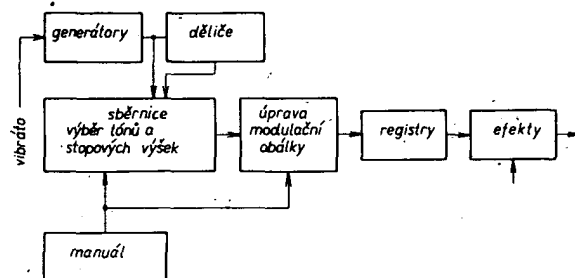 generátory
děliče
vibráto
sběrnice
výběr tónů a
stopových výšek
úprava
modulační
obálky
registry
efekty
manuál